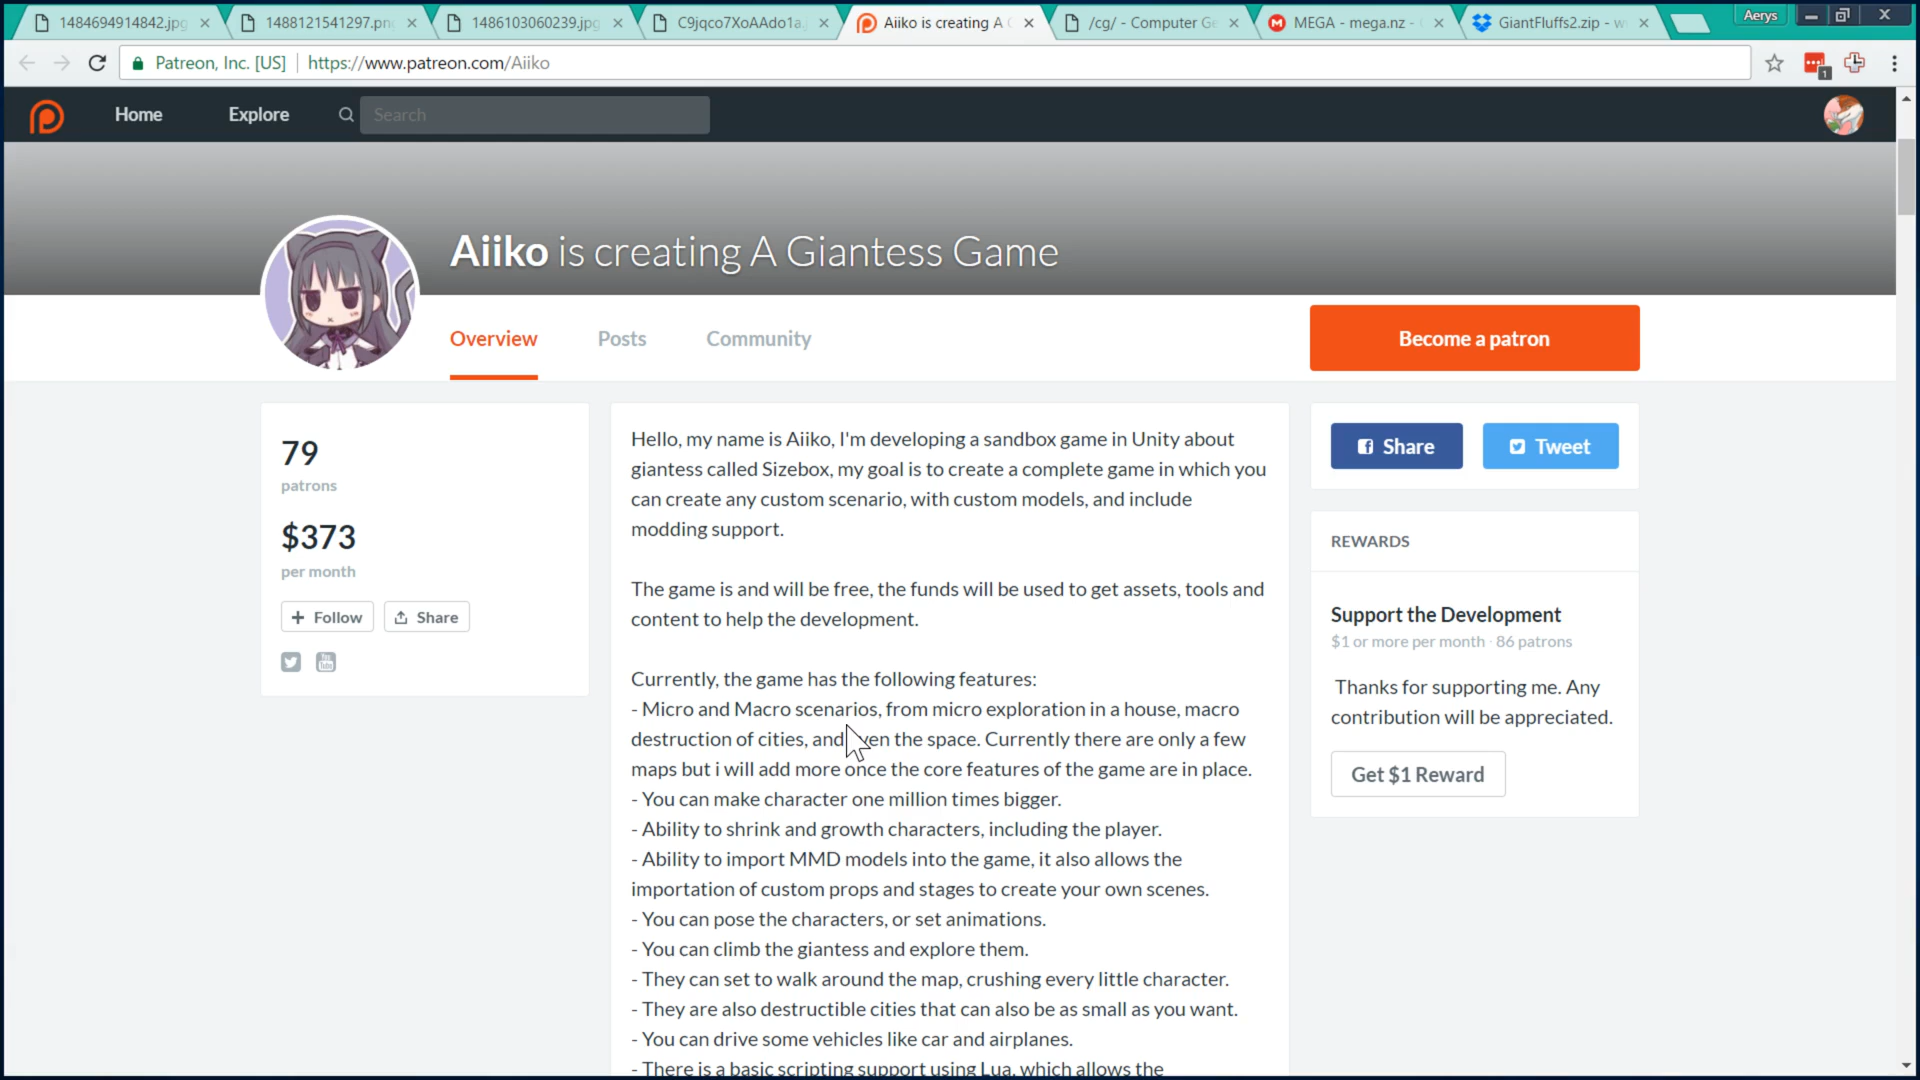 1484694914842.jpg
1488121541297.pn
1486103060239.jpg
C9jqco7XoAAdo1a.
Aiiko is creating A G
/cg/ - Computer Ge
MEGA - mega.nz -
GiantFluffs2.zip - w
Aerys
Patreon, Inc. [US] https://www.patreon.com/Aiiko
1
Home Explore Search
Aiiko is creating A Giantess Game
Overview Posts Community
Become a patron
79
patrons
$373
per month
+ Follow Share
You
Tube
Hello, my name is Aiiko, I'm developing a sandbox game in Unity about
giantess called Sizebox, my goal is to create a complete game in which you
can create any custom scenario, with custom models, and include
modding support.
The game is and will be free, the funds will be used to get assets, tools and
content to help the development.
Currently, the game has the following features:
- Micro and Macro scenarios, from micro exploration in a house, macro
destruction of cities, and even the space. Currently there are only a few
maps but i will add more once the core features of the game are in place.
- You can make character one million times bigger.
- Ability to shrink and growth characters, including the player.
- Ability to import MMD models into the game, it also allows the
importation of custom props and stages to create your own scenes.
- You can pose the characters, or set animations.
- You can climb the giantess and explore them.
- They can set to walk around the map, crushing every little character.
- They are also destructible cities that can also be as small as you want.
- You can drive some vehicles like car and airplanes.
- There is a basic scripting support using Lua, which allows the
Share Tweet
REWARDS
Support the Development
$1 or more per month · 86 patrons
Thanks for supporting me. Any
contribution will be appreciated.
Get $1 Reward